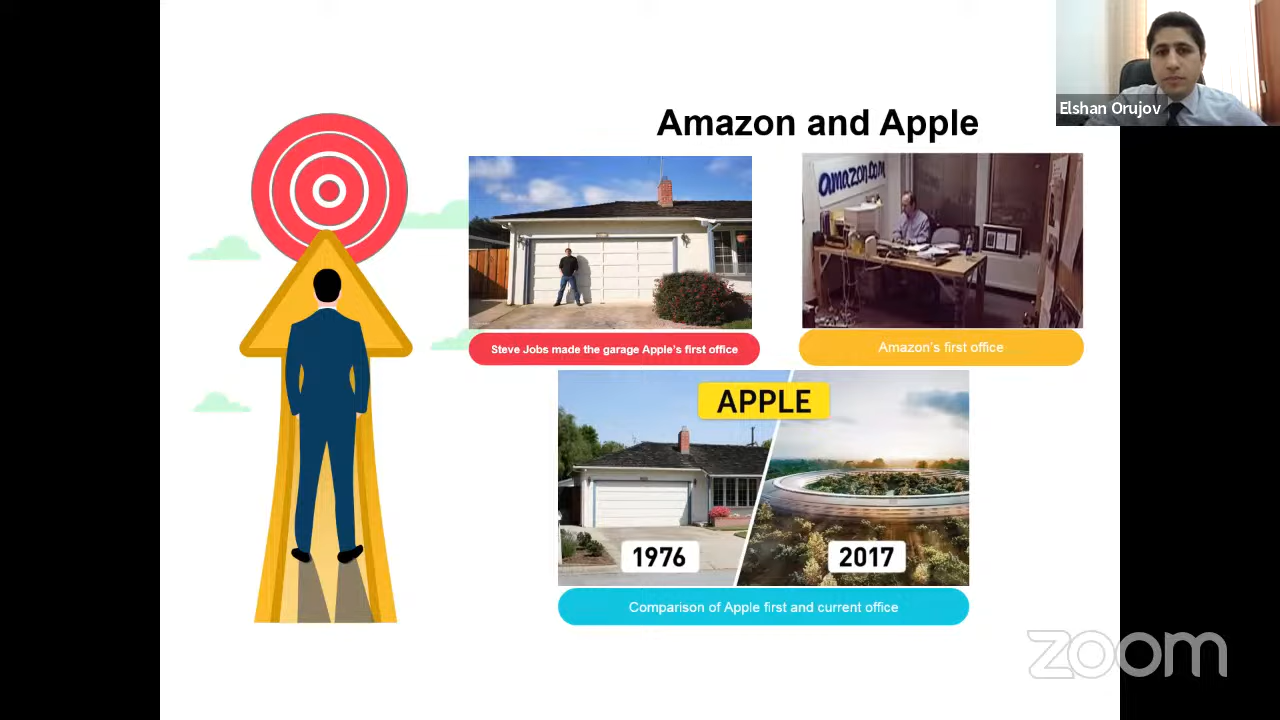 Elshan Orujov
Amazon and Apple
amazon.com
Steve Jobs made the garage Apple's first office
Amazon's first office
APPLE
1976
2017
Comparison of Apple first and current office
zoom